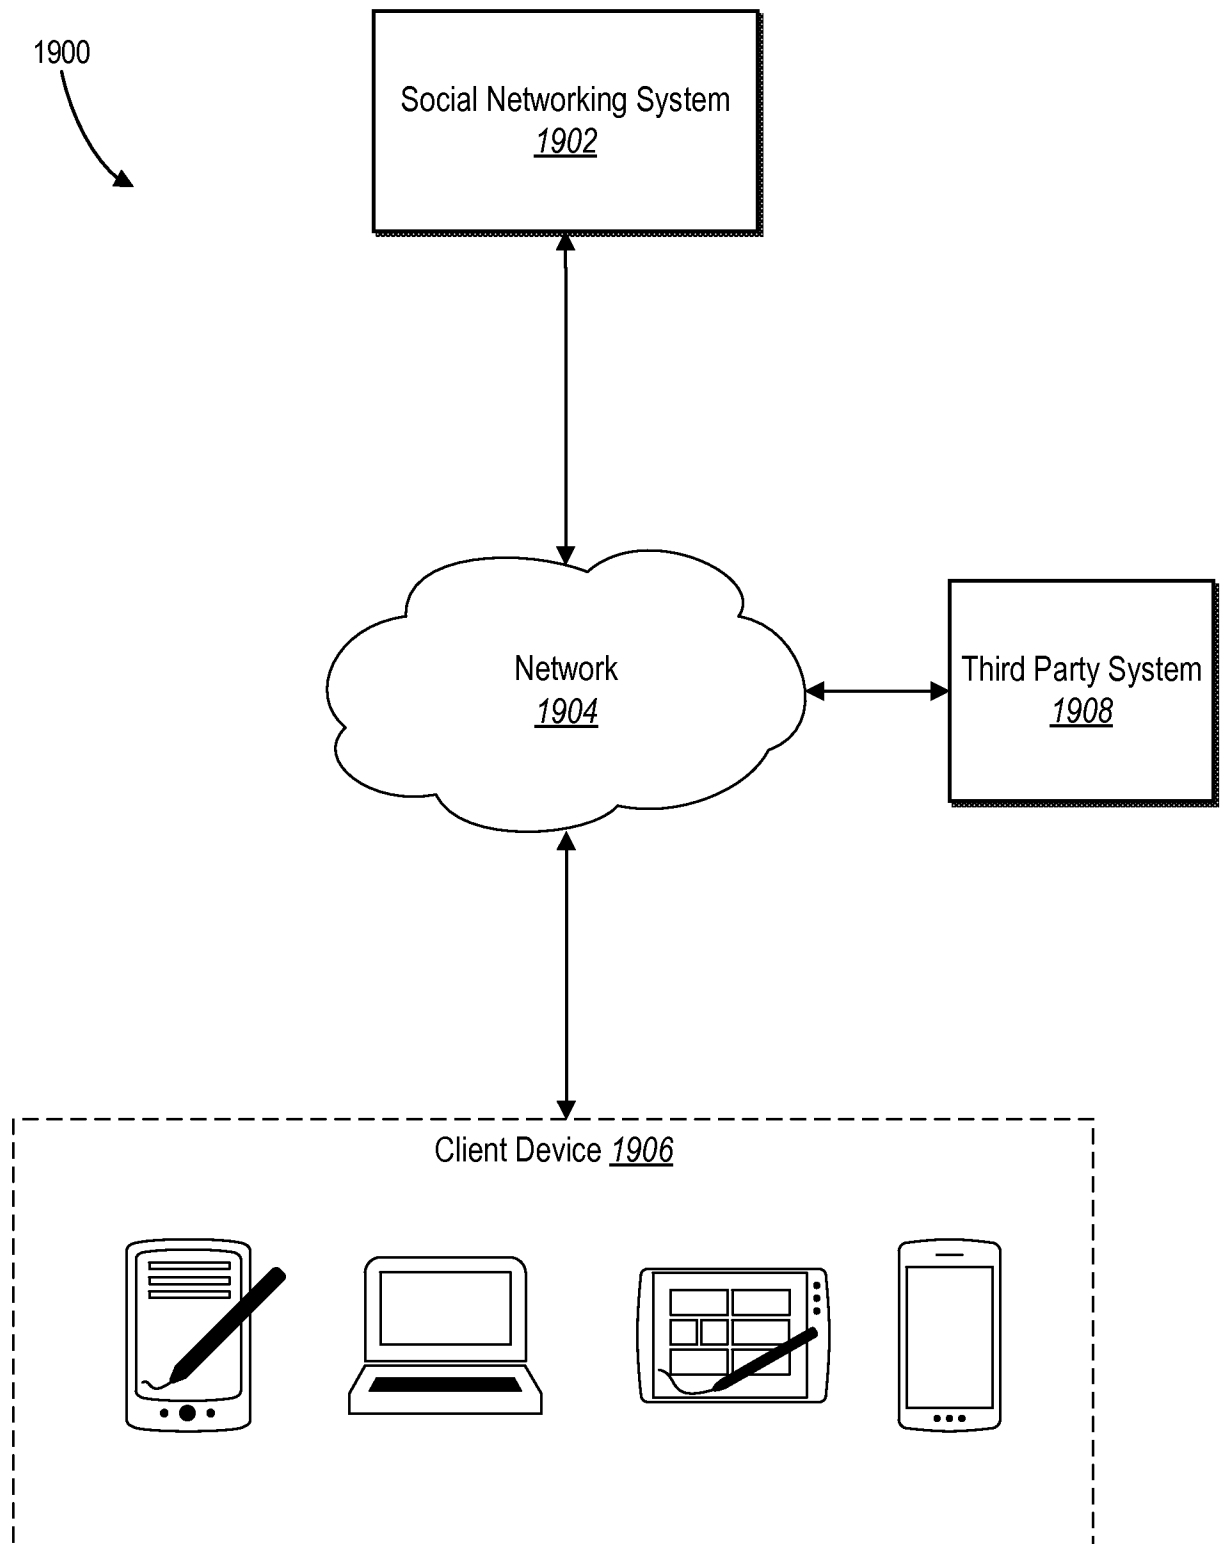 1900
Social Networking System
1902
Network
1904
Third Party System
1908
Client Device 1906